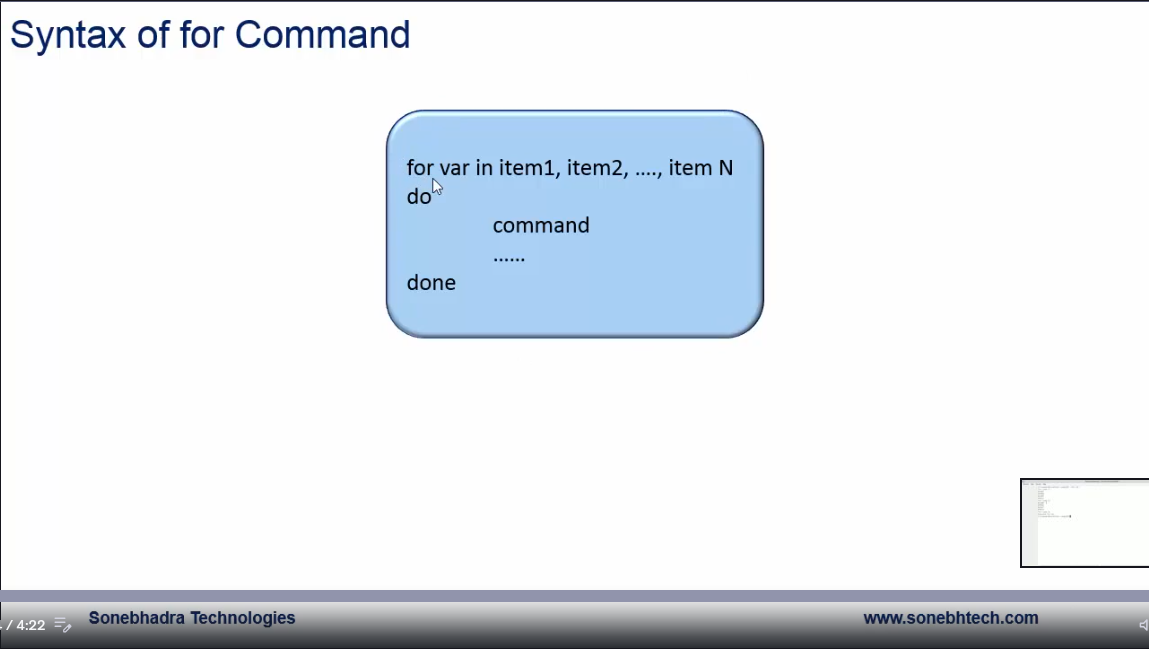 Syntax of for Command
for var in item1, item2, ...., item N
do
command
......
done
/ 4:22
Sonebhadra Technologies
www.sonebhtech.com